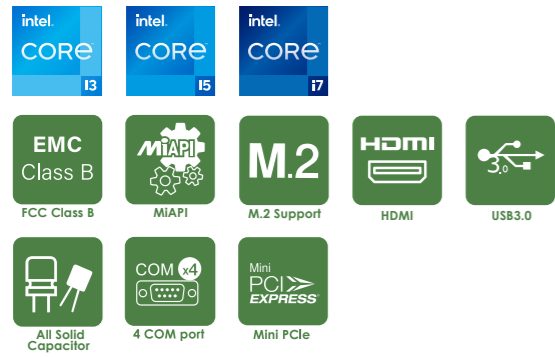 intel.
CORE
i3
intel.
CORE
i5
intel.
CORE
i7
EMC
Class B
FCC Class B
MiAPI
MiAPI
M.2
M.2 Support
HDMI
HDMI
3.0
USB3.0
All Solid
Capacitor
COM x4
4 COM port
Mini
PCI
EXPRESS
Mini PCIe